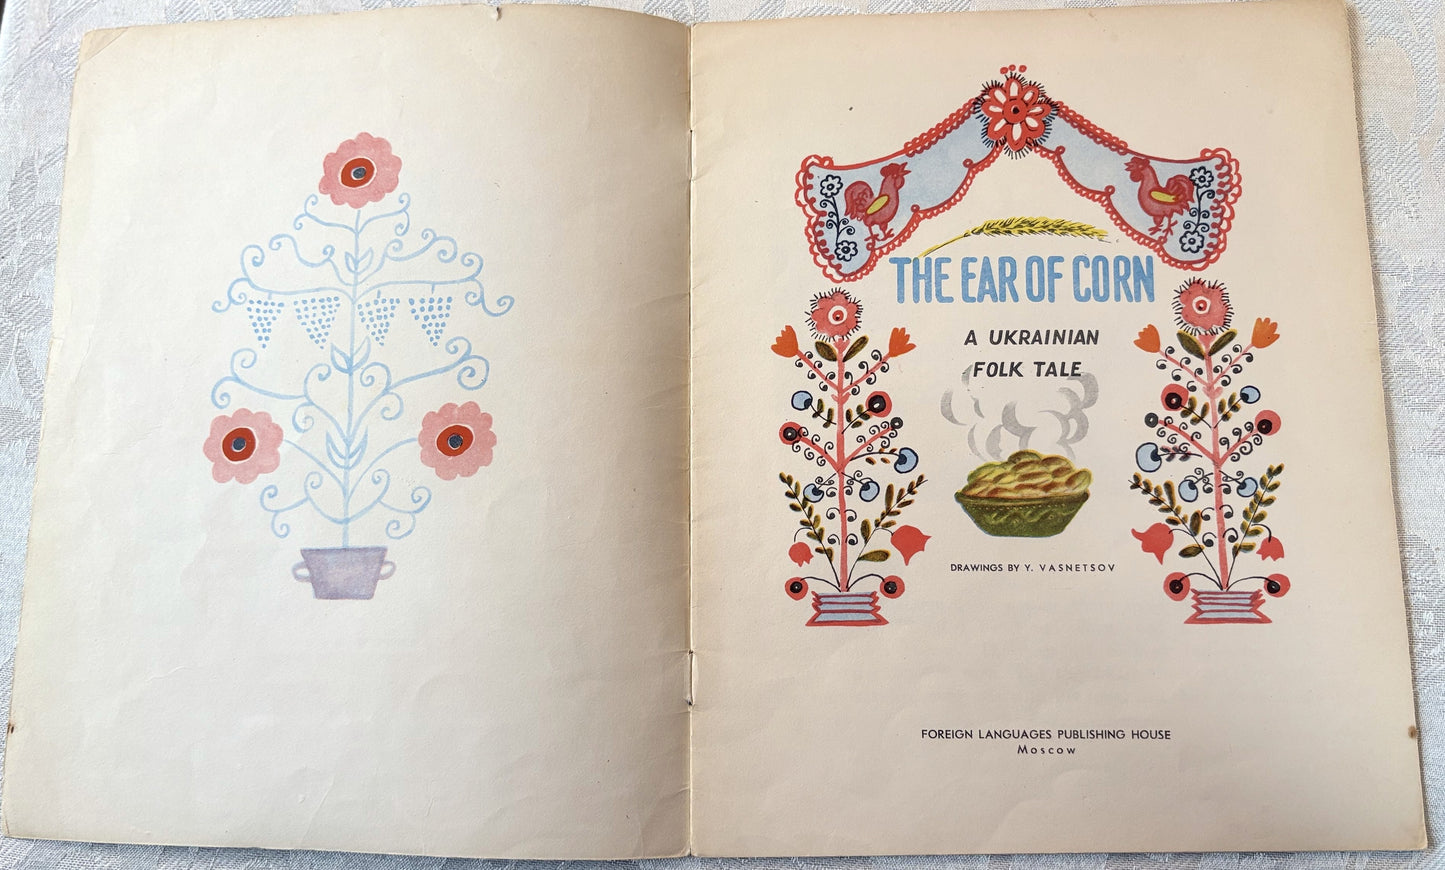 THE EAR OF CORN
A UKRAINIAN
FOLK TALE
DRAWINGS BY Y. VASNETSOV
FOREIGN LANGUAGES PUBLISHING HOUSE
Moscow